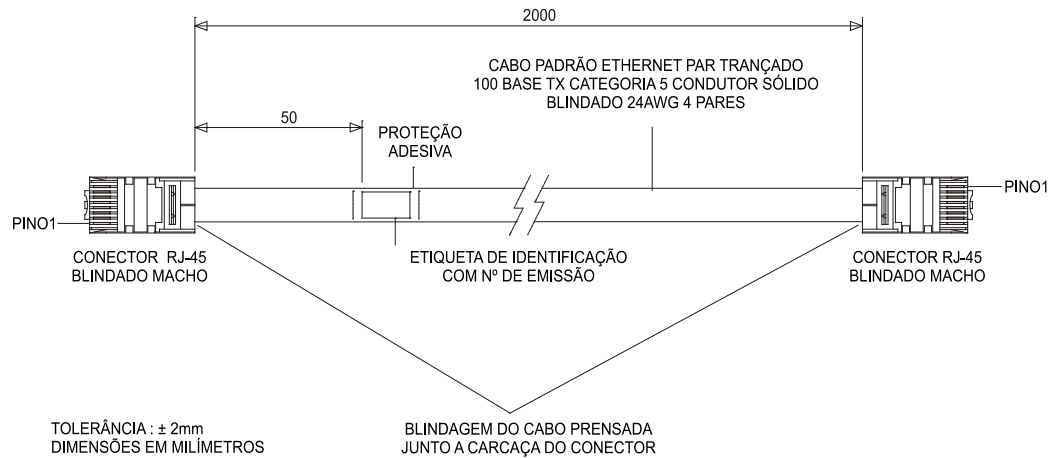 2000
CABO PADRÃO ETHERNET PAR TRANÇADO
100 BASE TX CATEGORIA 5 CONDUTOR SÓLIDO
BLINDADO 24AWG 4 PARES
50
PROTEÇÃO
ADESIVA
PINO1
PINO1
CONECTOR RJ-45
BLINDADO MACHO
ETIQUETA DE IDENTIFICAÇÃO
COM Nº DE EMISSÃO
CONECTOR RJ-45
BLINDADO MACHO
TOLERÂNCIA : ± 2mm
DIMENSÕES EM MILÍMETROS
BLINDAGEM DO CABO PRENSADA
JUNTO A CARCAÇA DO CONECTOR